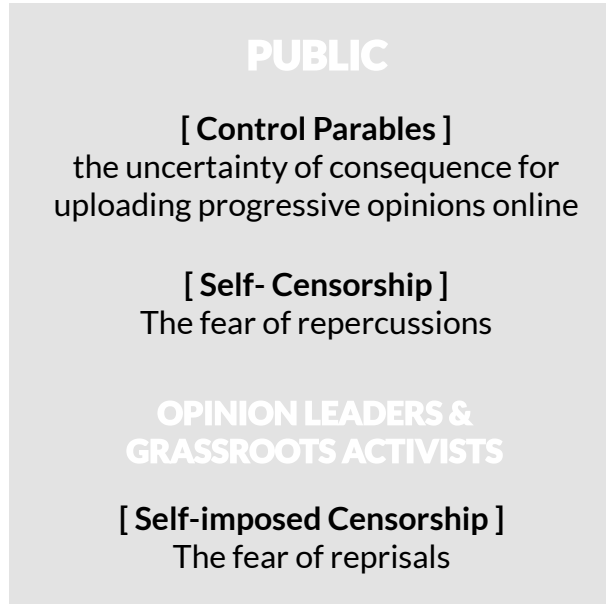 PUBLIC
[ Control Parables ]
the uncertainty of consequence for
uploading progressive opinions online
[ Self- Censorship ]
The fear of repercussions
OPINION LEADERS &
GRASSROOTS ACTIVISTS
[ Self-imposed Censorship ]
The fear of reprisals